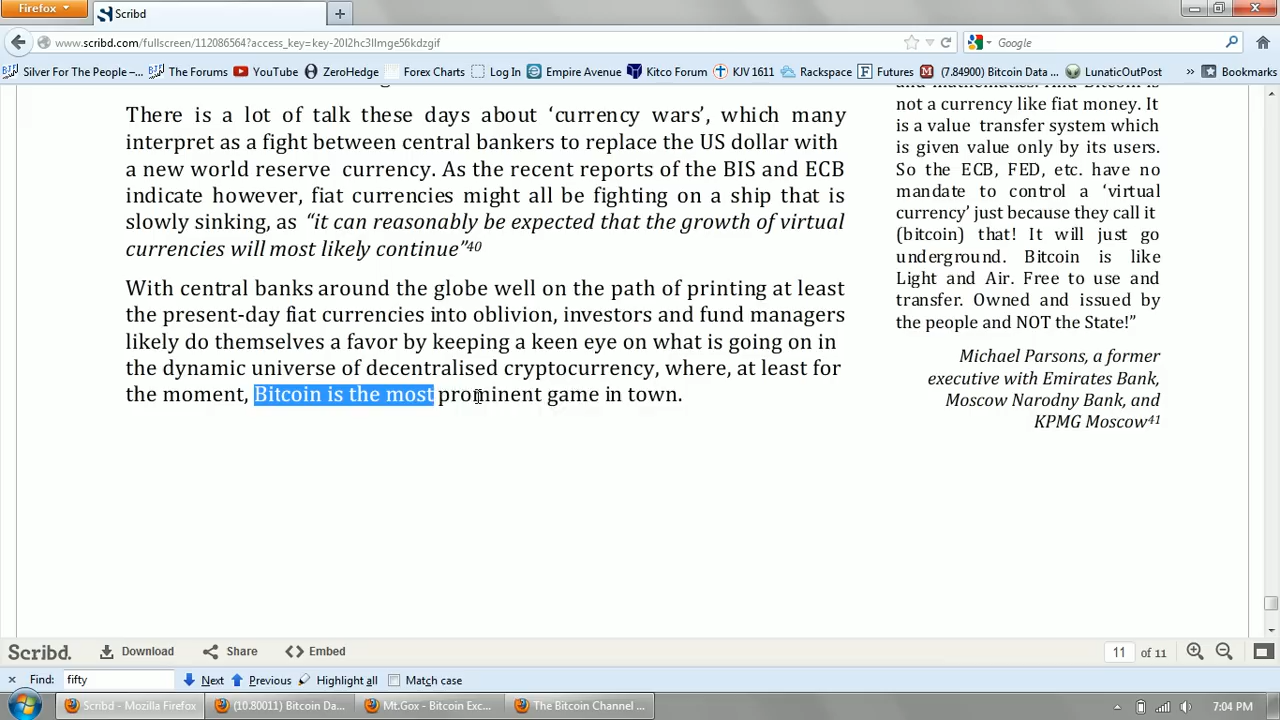 Firefox
Scribd
www.scribd.com/fullscreen/112086564?access_key=key-20l2hc3llmge56kdzgif
Google
Silver For The People –...
The Forums
YouTube
ZeroHedge
Forex Charts
Log In
Empire Avenue
Kitco Forum
KJV 1611
Rackspace
Futures
(7.84900) Bitcoin Data ...
LunaticOutPost
»
Bookmarks
There is a lot of talk these days about ‘currency wars’, which many
interpret as a fight between central bankers to replace the US dollar with
a new world reserve currency. As the recent reports of the BIS and ECB
indicate however, fiat currencies might all be fighting on a ship that is
slowly sinking, as “it can reasonably be expected that the growth of virtual
currencies will most likely continue”40
With central banks around the globe well on the path of printing at least
the present-day fiat currencies into oblivion, investors and fund managers
likely do themselves a favor by keeping a keen eye on what is going on in
the dynamic universe of decentralised cryptocurrency, where, at least for
the moment, Bitcoin is the most prominent game in town.
and mathematics. And Bitcoin is
not a currency like fiat money. It
is a value transfer system which
is given value only by its users.
So the ECB, FED, etc. have no
mandate to control a ‘virtual
currency’ just because they call it
(bitcoin) that! It will just go
underground. Bitcoin is like
Light and Air. Free to use and
transfer. Owned and issued by
the people and NOT the State!”
Michael Parsons, a former
executive with Emirates Bank,
Moscow Narodny Bank, and
KPMG Moscow41
Scribd.
Download
Share
Embed
11 of 11
× Find: fifty
Next
Previous
Highlight all
Match case
Scribd - Mozilla Firefox
(10.80011) Bitcoin Da...
Mt.Gox - Bitcoin Exc...
The Bitcoin Channel ...
7:04 PM